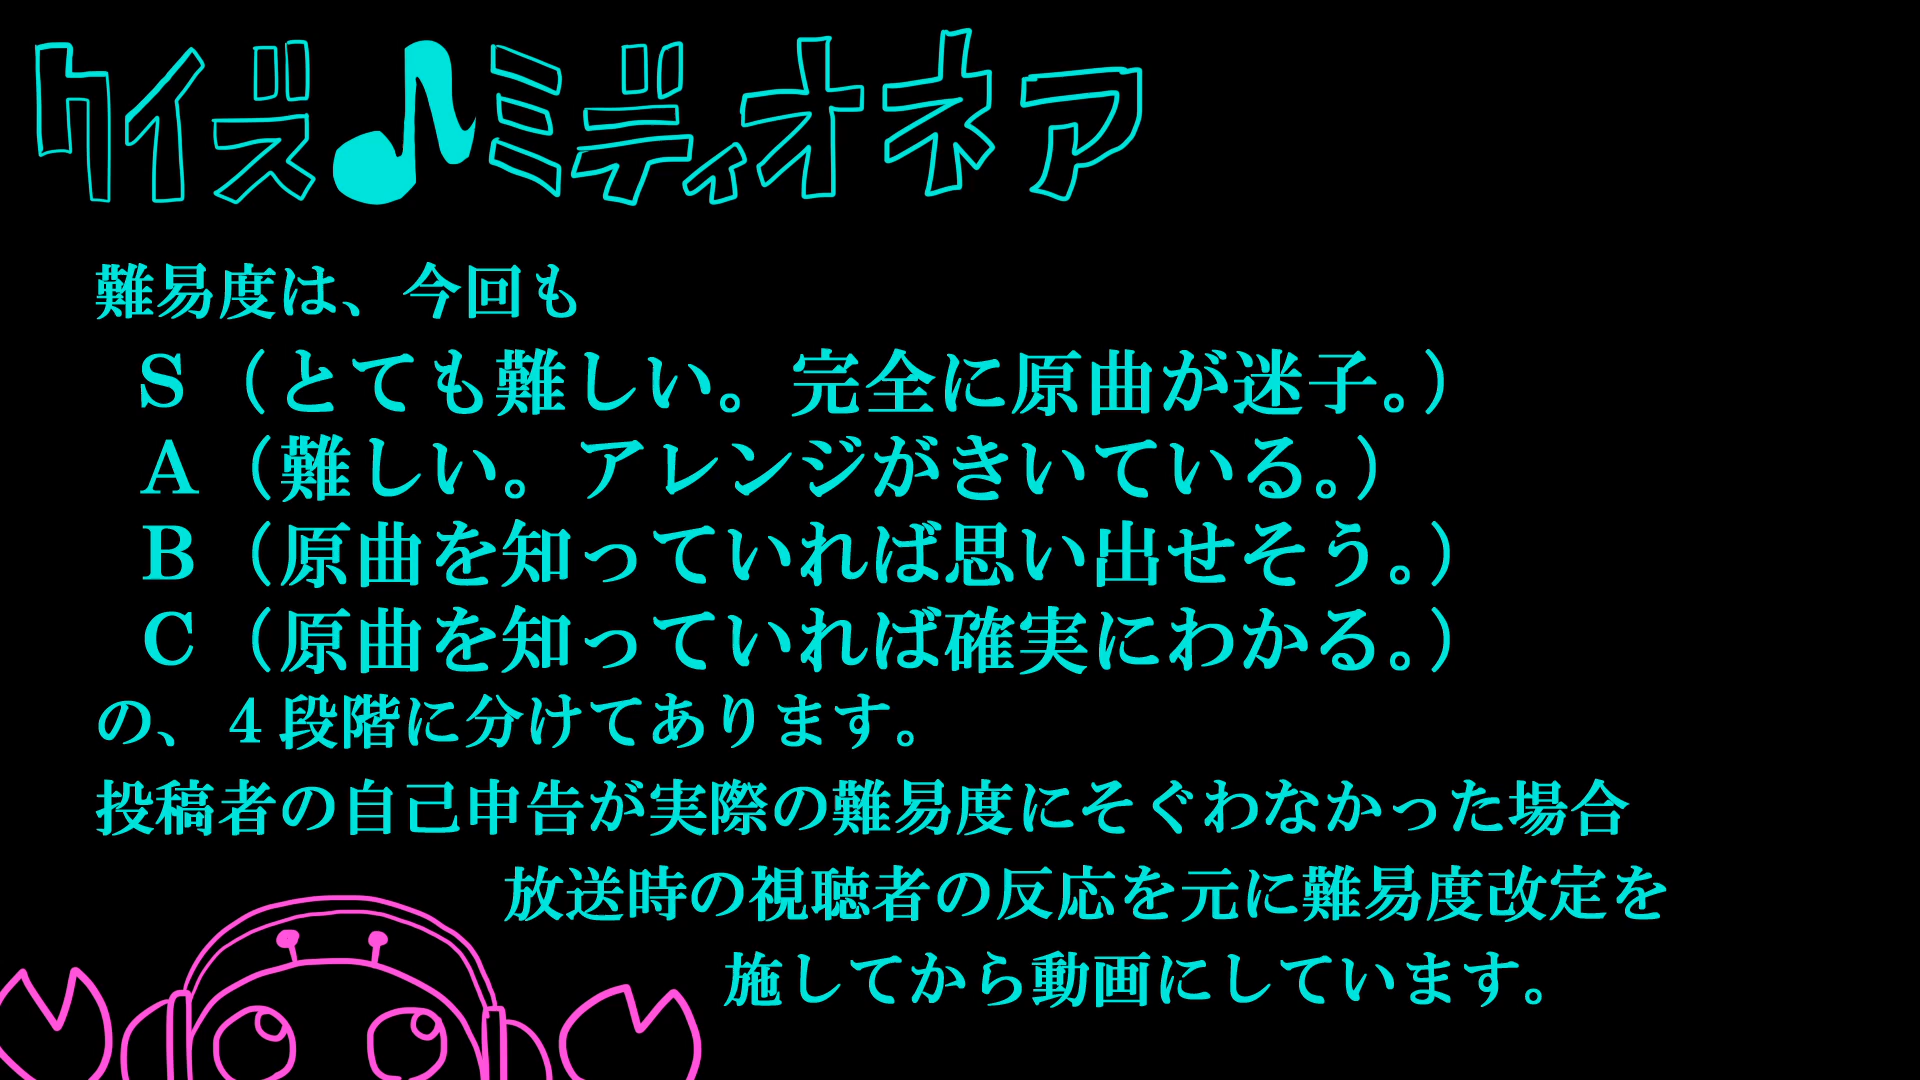 クイズ♪ミディオネア
難易度は、今回も
S（とても難しい。完全に原曲が迷子。）
A（難しい。アレンジがきいている。）
B（原曲を知っていれば思い出せそう。）
C（原曲を知っていれば確実にわかる。）
の、4段階に分けてあります。
投稿者の自己申告が実際の難易度にそぐわなかった場合
放送時の視聴者の反応を元に難易度改定を
施してから動画にしています。